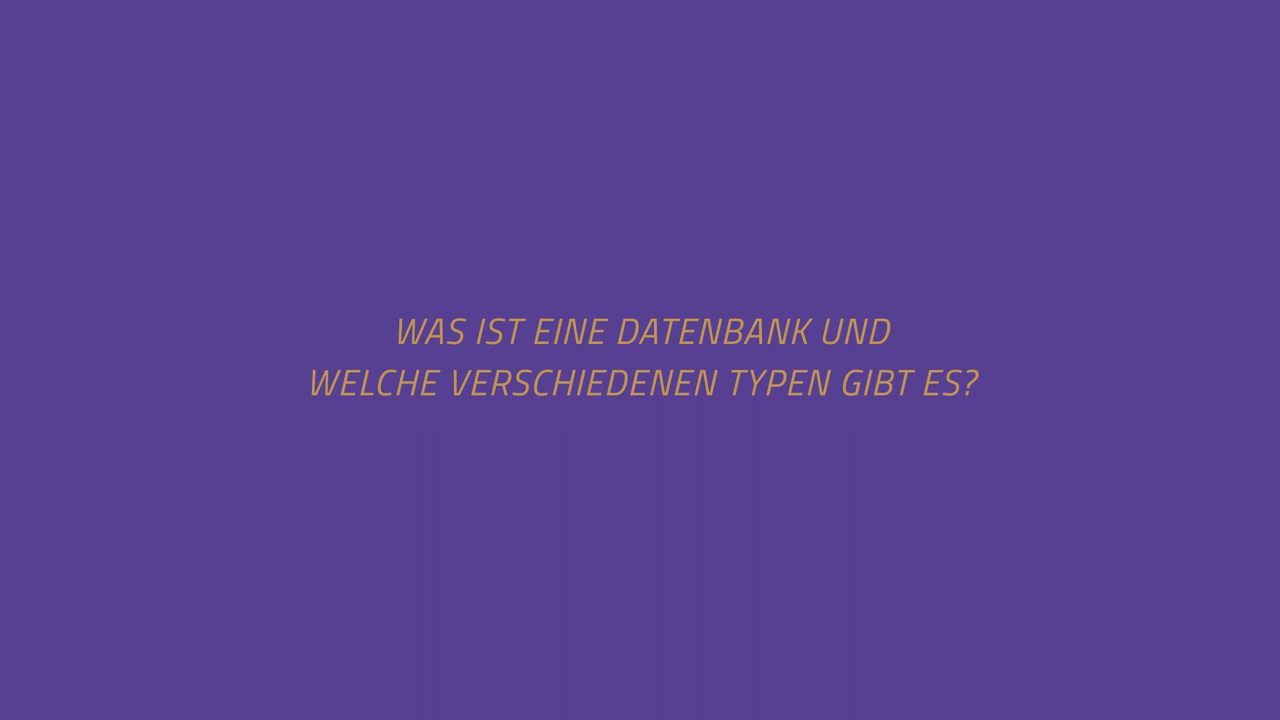 WAS IST EINE DATENBANK UND
WELCHE VERSCHIEDENEN TYPEN GIBT ES?